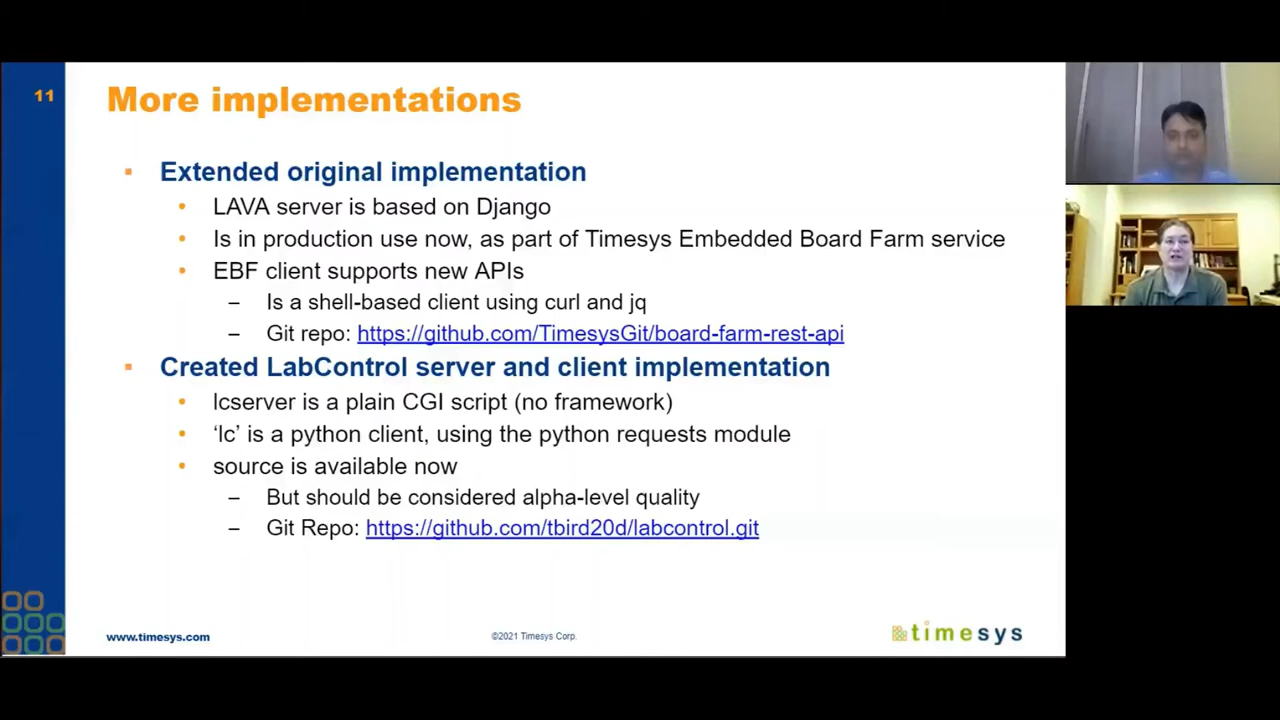 11
More implementations
▪ Extended original implementation
• LAVA server is based on Django
• Is in production use now, as part of Timesys Embedded Board Farm service
• EBF client supports new APIs
– Is a shell-based client using curl and jq
– Git repo: https://github.com/TimesysGit/board-farm-rest-api
▪ Created LabControl server and client implementation
• lcserver is a plain CGI script (no framework)
• ‘lc’ is a python client, using the python requests module
• source is available now
– But should be considered alpha-level quality
– Git Repo: https://github.com/tbird20d/labcontrol.git
www.timesys.com
©2021 Timesys Corp.
timesys